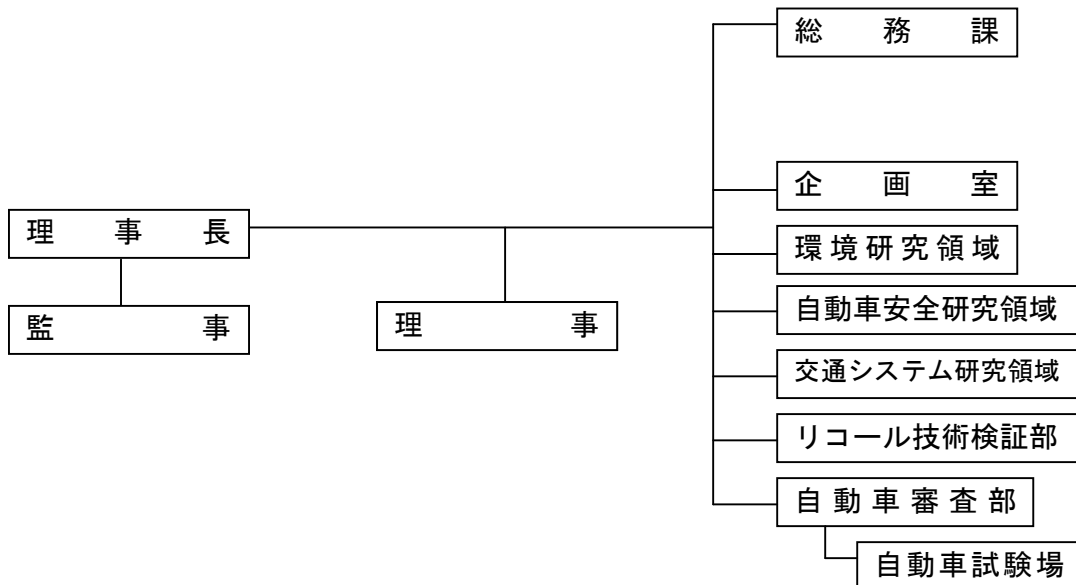 総務課
企画室
理事長
環境研究領域
自動車安全研究領域
監事
理事
交通システム研究領域
リコール技術検証部
自動車審査部
自動車試験場